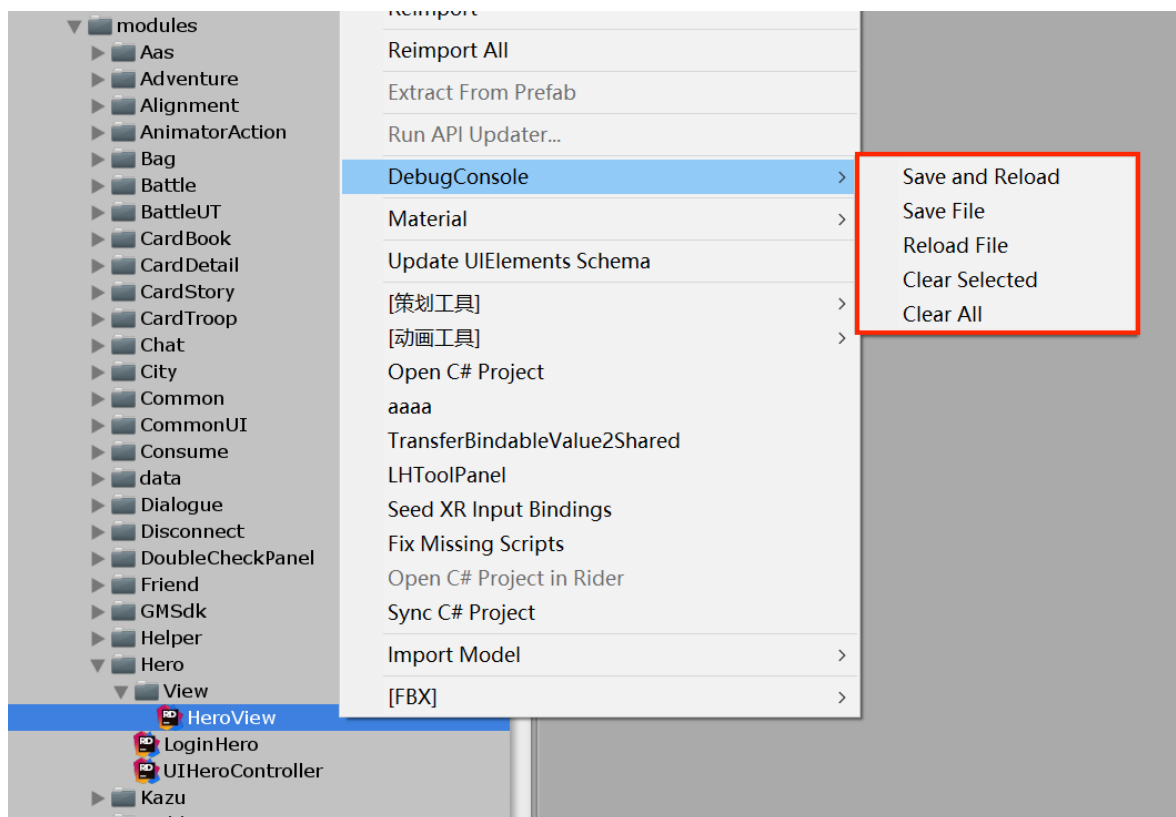 modules
Aas
Adventure
Alignment
AnimatorAction
Bag
Battle
BattleUT
CardBook
CardDetail
CardStory
CardTroop
Chat
City
Common
CommonUI
Consume
data
Dialogue
Disconnect
DoubleCheckPanel
Friend
GMSdk
Helper
Hero
View
HeroView
LoginHero
UIHeroController
Kazu
Reimport
Reimport All
Extract From Prefab
Run API Updater...
DebugConsole
Material
Update UIElements Schema
[策划工具]
[动画工具]
Open C# Project
aaaa
TransferBindableValue2Shared
LHToolPanel
Seed XR Input Bindings
Fix Missing Scripts
Open C# Project in Rider
Sync C# Project
Import Model
[FBX]
Save and Reload
Save File
Reload File
Clear Selected
Clear All